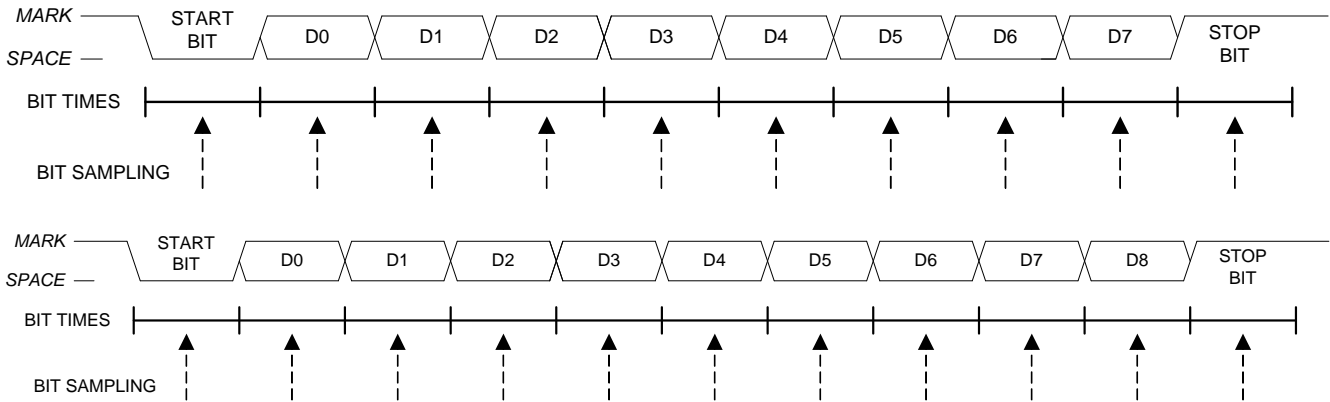 MARK
START BIT D0 D1 D2 D3 D4 D5 D6 D7 STOP BIT
SPACE
BIT TIMES
BIT SAMPLING
MARK
START BIT D0 D1 D2 D3 D4 D5 D6 D7 D8 STOP BIT
SPACE
BIT TIMES
BIT SAMPLING